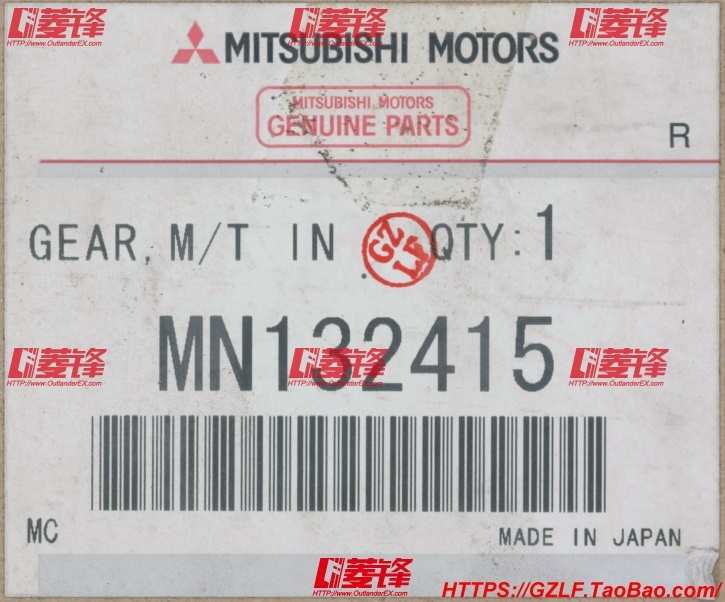 菱锋 菱锋 菱锋
HTTP://www.OutlanderEX.com HTTP://www.OutlanderEX.com HTTP://www.OutlanderEX.com
MITSUBISHI MOTORS
MITSUBISHI MOTORS
GENUINE PARTS
R
GEAR, M/T IN QTY:1
GZ
LF
MN132415
菱锋 菱锋 菱锋
HTTP://www.OutlanderEX.com HTTP://www.OutlanderEX.com HTTP://www.OutlanderEX.com
MC
MADE IN JAPAN
菱锋
HTTP://www.OutlanderEX.com
HTTPS://GZLF.TaoBao.com/